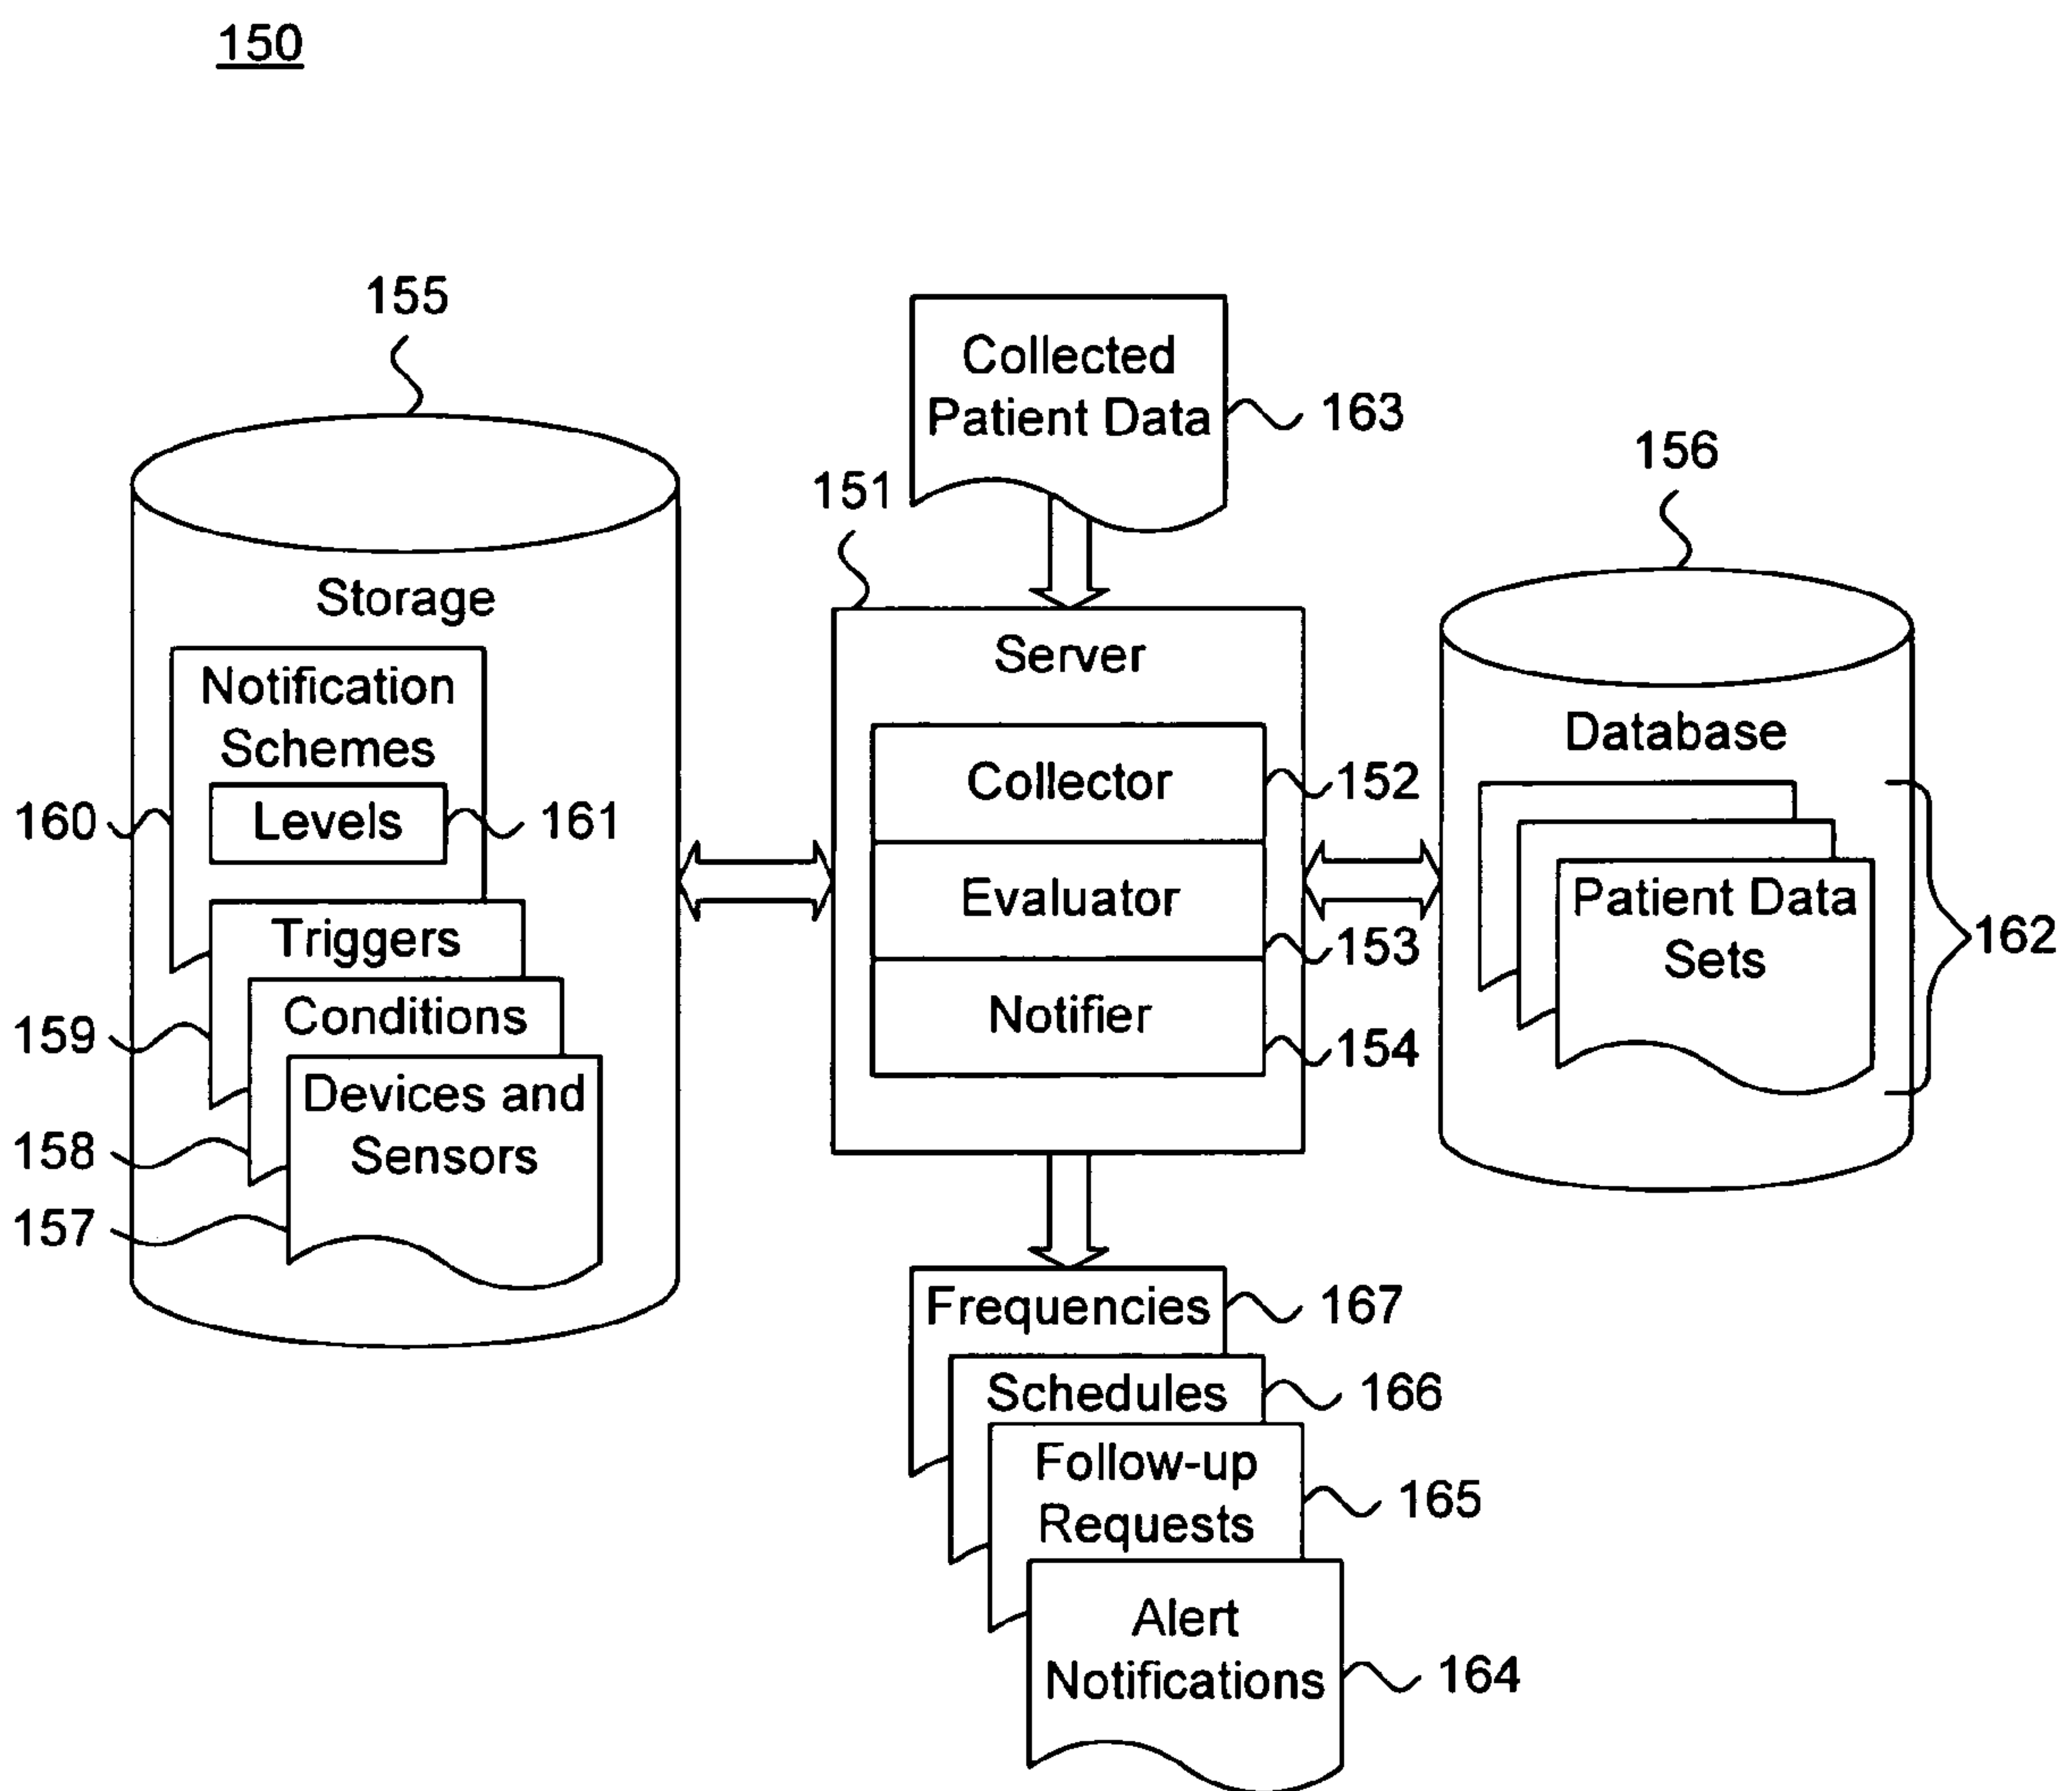 150
155
Collected
Patient Data
163
156
151
Storage
Server
Notification
Schemes
Database
Collector
152
160
Levels
161
Evaluator
153
Patient Data
Sets
162
Triggers
Notifier
154
159
Conditions
Devices and
Sensors
158
157
Frequencies
167
Schedules
166
Follow-up
Requests
165
Alert
Notifications
164